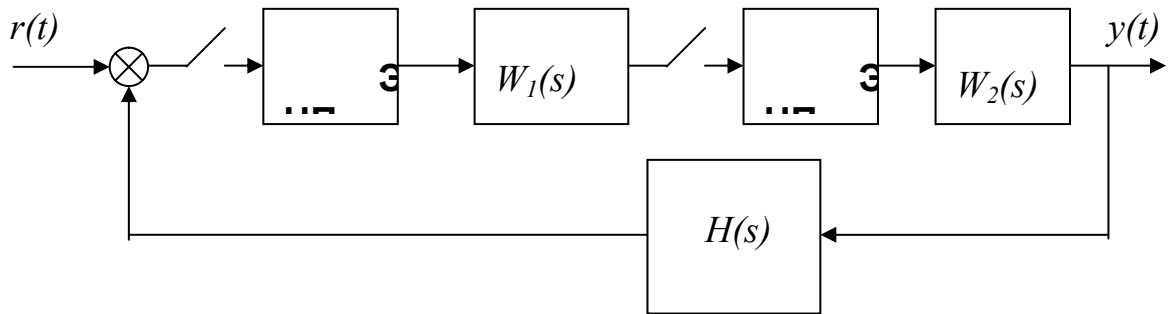 r(t)
y(t)
Э
W₁(s)
Э
W₂(s)
H(s)